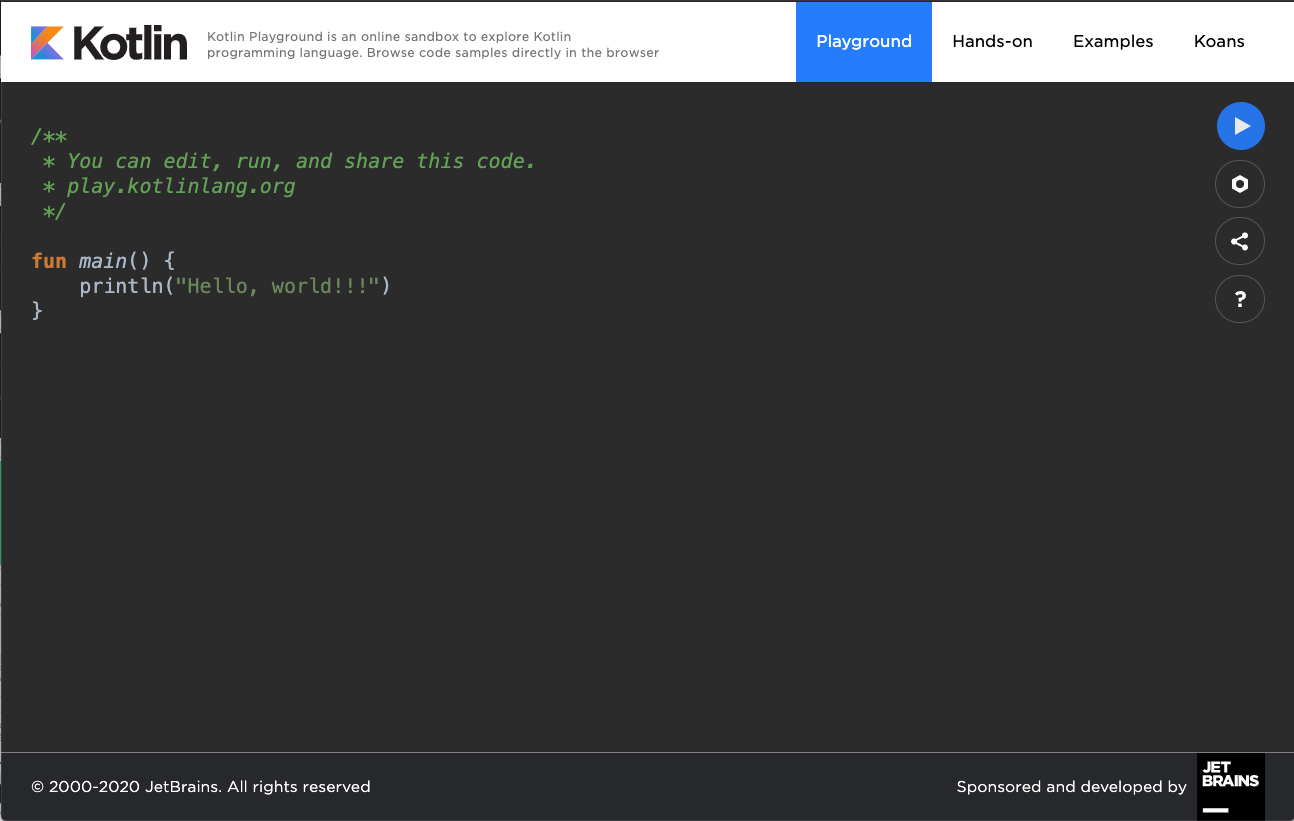 Kotlin
Kotlin Playground is an online sandbox to explore Kotlin
programming language. Browse code samples directly in the browser
Playground
Hands-on
Examples
Koans
/**
 * You can edit, run, and share this code.
 * play.kotlinlang.org
 */
fun main() {
    println("Hello, world!!!")
}
?
© 2000-2020 JetBrains. All rights reserved
Sponsored and developed by
JET
BRAINS